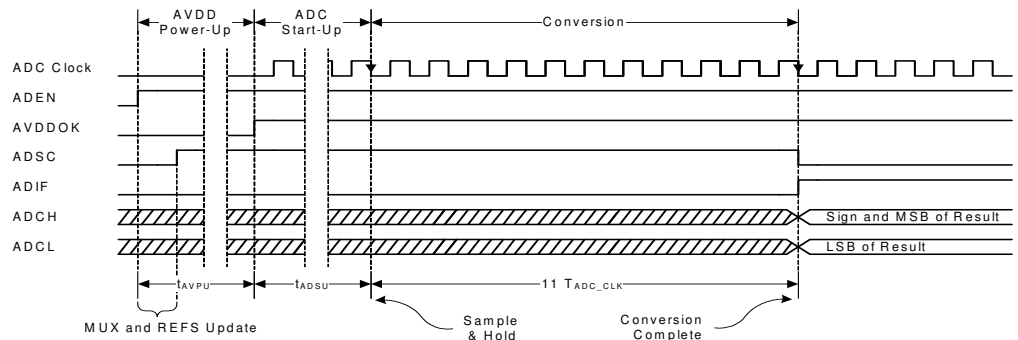 AVDD
Power-Up
ADC
Start-Up
Conversion
ADC Clock
ADEN
AVDDOK
ADSC
ADIF
ADCH
Sign and MSB of Result
ADCL
LSB of Result
tAVPU
tADSU
11 TADC_CLK
MUX and REFS Update
Sample
& Hold
Conversion
Complete